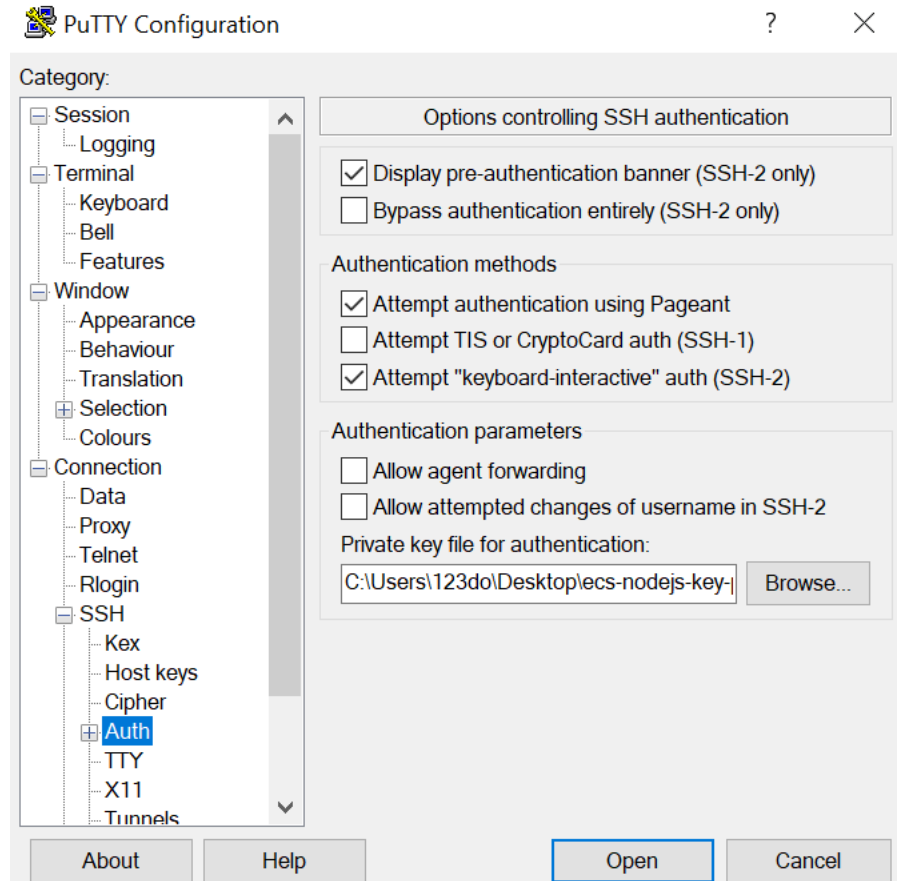 PuTTY Configuration
?
Category:
Session
Logging
Terminal
Keyboard
Bell
Features
Window
Appearance
Behaviour
Translation
Selection
Colours
Connection
Data
Proxy
Telnet
Rlogin
SSH
Kex
Host keys
Cipher
Auth
TTY
X11
Tunnels
Options controlling SSH authentication
Display pre-authentication banner (SSH-2 only)
Bypass authentication entirely (SSH-2 only)
Authentication methods
Attempt authentication using Pageant
Attempt TIS or CryptoCard auth (SSH-1)
Attempt "keyboard-interactive" auth (SSH-2)
Authentication parameters
Allow agent forwarding
Allow attempted changes of username in SSH-2
Private key file for authentication:
C:\Users\123do\Desktop\ecs-nodejs-key-p Browse...
About Help Open Cancel